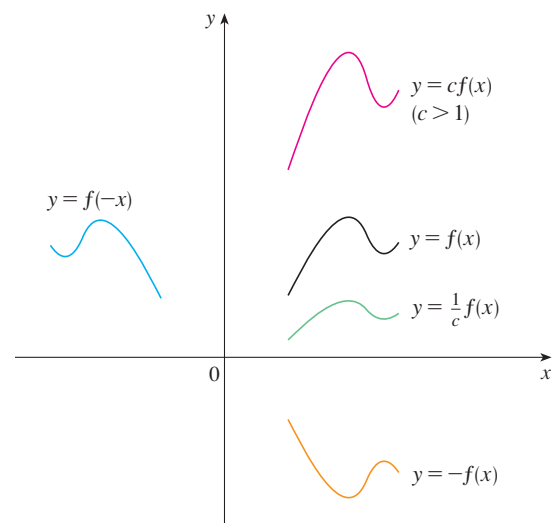 y
y = cf(x)
(c > 1)
y = f(−x)
y = f(x)
y = 1/c f(x)
0
x
y = −f(x)